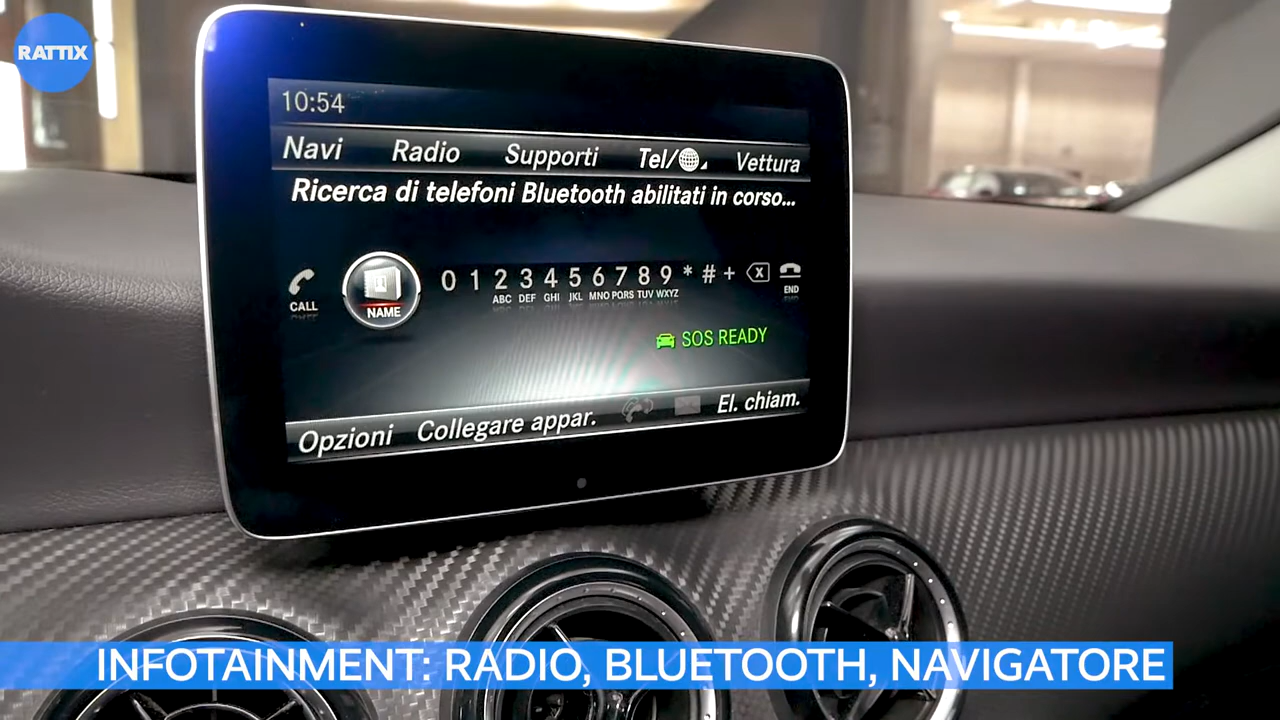 RATTIX
10:54
Navi Radio Supporti Tel/ Vettura
Ricerca di telefoni Bluetooth abilitati in corso...
0 1 2 3 4 5 6 7 8 9 * # +
CALL NAME ABC DEF GHI JKL MNO PQRS TUV WXYZ END
SOS READY
Opzioni Collegare appar. El. chiam.
INFOTAINMENT: RADIO, BLUETOOTH, NAVIGATORE